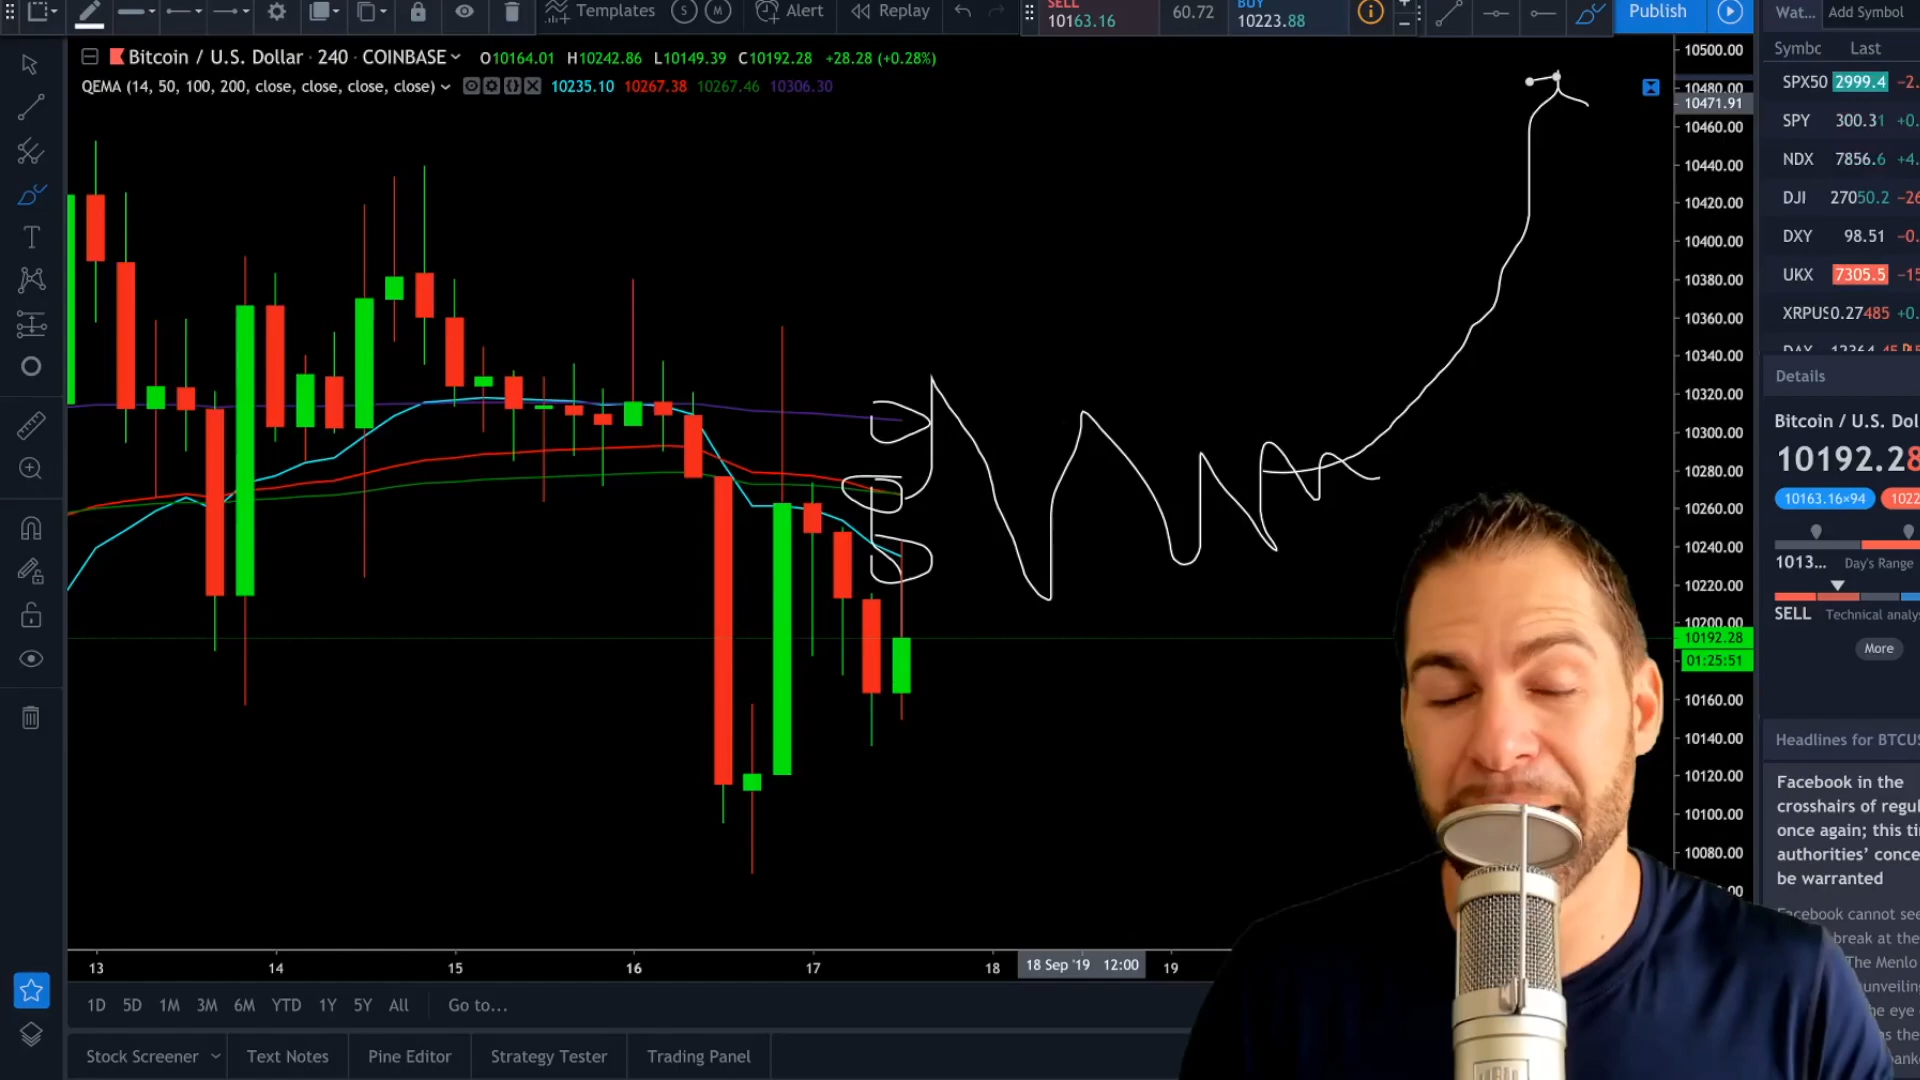 Templates S M Alert Replay SELL 10163.16 60.72 BUY 10223.88 Publish Wat... Add Symbol
Bitcoin / U.S. Dollar · 240 · COINBASE O10164.01 H10242.86 L10149.39 C10192.28 +28.28 (+0.28%)
QEMA (14, 50, 100, 200, close, close, close, close) 10235.10 10267.38 10267.46 10306.30
10500.00
10480.00
10471.91
10460.00
10440.00
10420.00
10400.00
10380.00
10360.00
10340.00
10320.00
10300.00
10280.00
10260.00
10240.00
10220.00
10200.00
10192.28
01:25:51
10160.00
10140.00
10120.00
10100.00
10080.00
Symbc Last
SPX50 2999.4 -2.
SPY 300.31 +0.
NDX 7856.6 +4.
DJI 27050.2 -26
DXY 98.51 -0.
UKX 7305.5 -15
XRPUS 0.27485 +0.
Details
Bitcoin / U.S. Dol
10192.28
10163.16×94 1022
1013... Day's Range
SELL Technical analys
More
Headlines for BTCUS
Facebook in the
crosshairs of regul
once again; this ti
authorities' conce
be warranted
Facebook cannot see
break at the
The Menlo
unveilin
he eye
s the
13 14 15 16 17 18 18 Sep '19 12:00 19
1D 5D 1M 3M 6M YTD 1Y 5Y All Go to...
Stock Screener Text Notes Pine Editor Strategy Tester Trading Panel